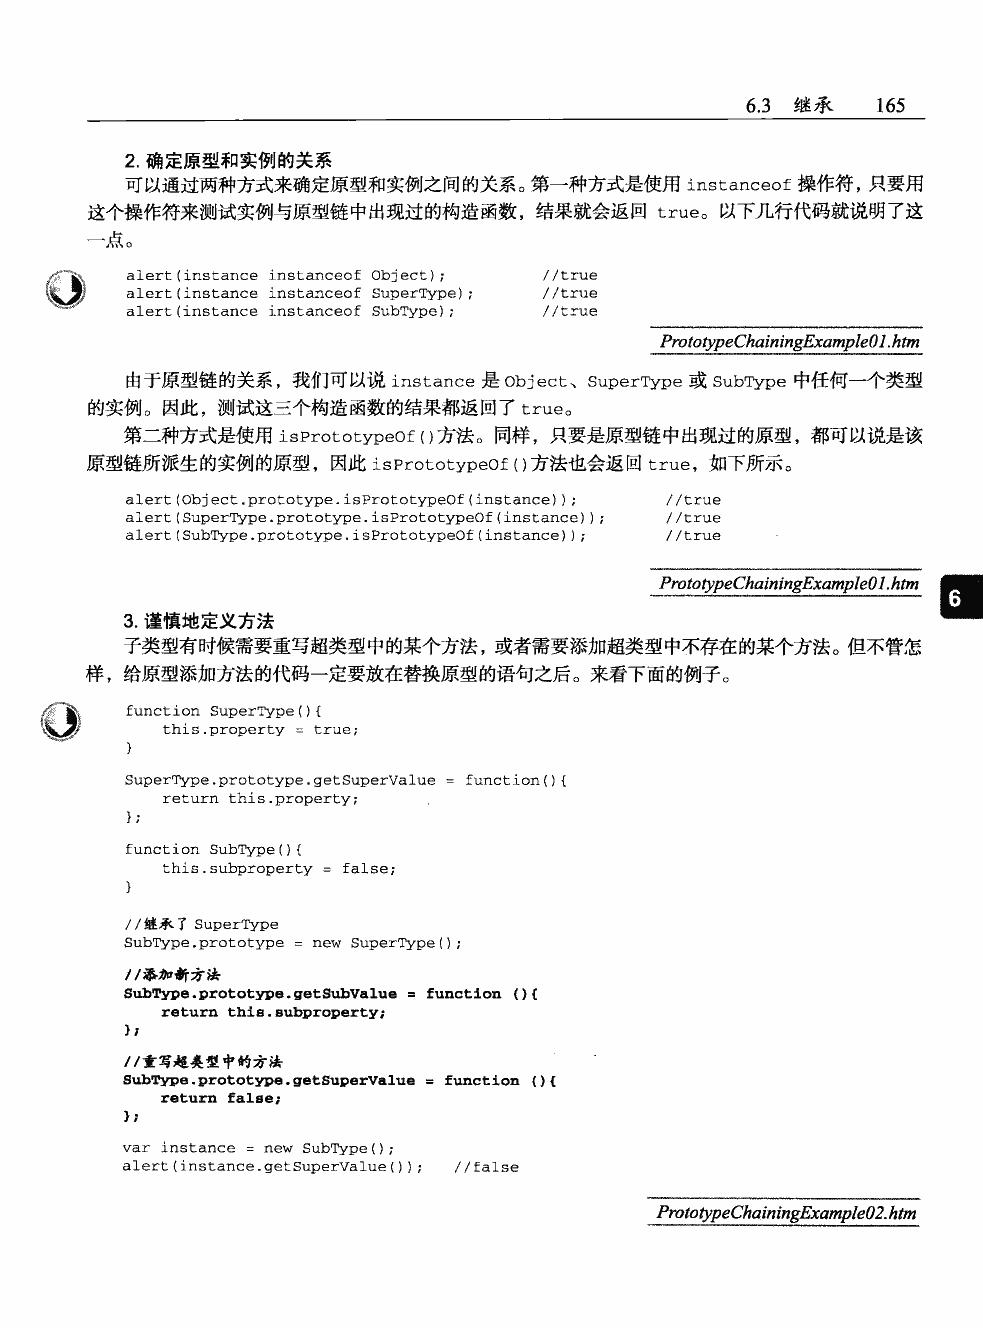 6.3 继承 165
2. 确定原型和实例的关系
可以通过两种方式来确定原型和实例之间的关系。第一种方式是使用 instanceof 操作符，只要用
这个操作符来测试实例与原型链中出现过的构造函数，结果就会返回 true。以下几行代码就说明了这
一点。
alert(instance instanceof Object); //true
alert(instance instanceof SuperType); //true
alert(instance instanceof SubType); //true
PrototypeChainingExample01.htm
由于原型链的关系，我们可以说 instance 是 Object、SuperType 或 SubType 中任何一个类型
的实例。因此，测试这三个构造函数的结果都返回了 true。
第二种方式是使用 isPrototypeOf()方法。同样，只要是原型链中出现过的原型，都可以说是该
原型链所派生的实例的原型，因此 isPrototypeOf()方法也会返回 true，如下所示。
alert(Object.prototype.isPrototypeOf(instance)); //true
alert(SuperType.prototype.isPrototypeOf(instance)); //true
alert(SubType.prototype.isPrototypeOf(instance)); //true
PrototypeChainingExample01.htm
6
3. 谨慎地定义方法
子类型有时候需要重写超类型中的某个方法，或者需要添加超类型中不存在的某个方法。但不管怎
样，给原型添加方法的代码一定要放在替换原型的语句之后。来看下面的例子。
function SuperType(){
this.property = true;
}
SuperType.prototype.getSuperValue = function(){
return this.property;
};
function SubType(){
this.subproperty = false;
}
//继承了 SuperType
SubType.prototype = new SuperType();
//添加新方法
SubType.prototype.getSubValue = function (){
return this.subproperty;
};
//重写超类型中的方法
SubType.prototype.getSuperValue = function (){
return false;
};
var instance = new SubType();
alert(instance.getSuperValue()); //false
PrototypeChainingExample02.htm